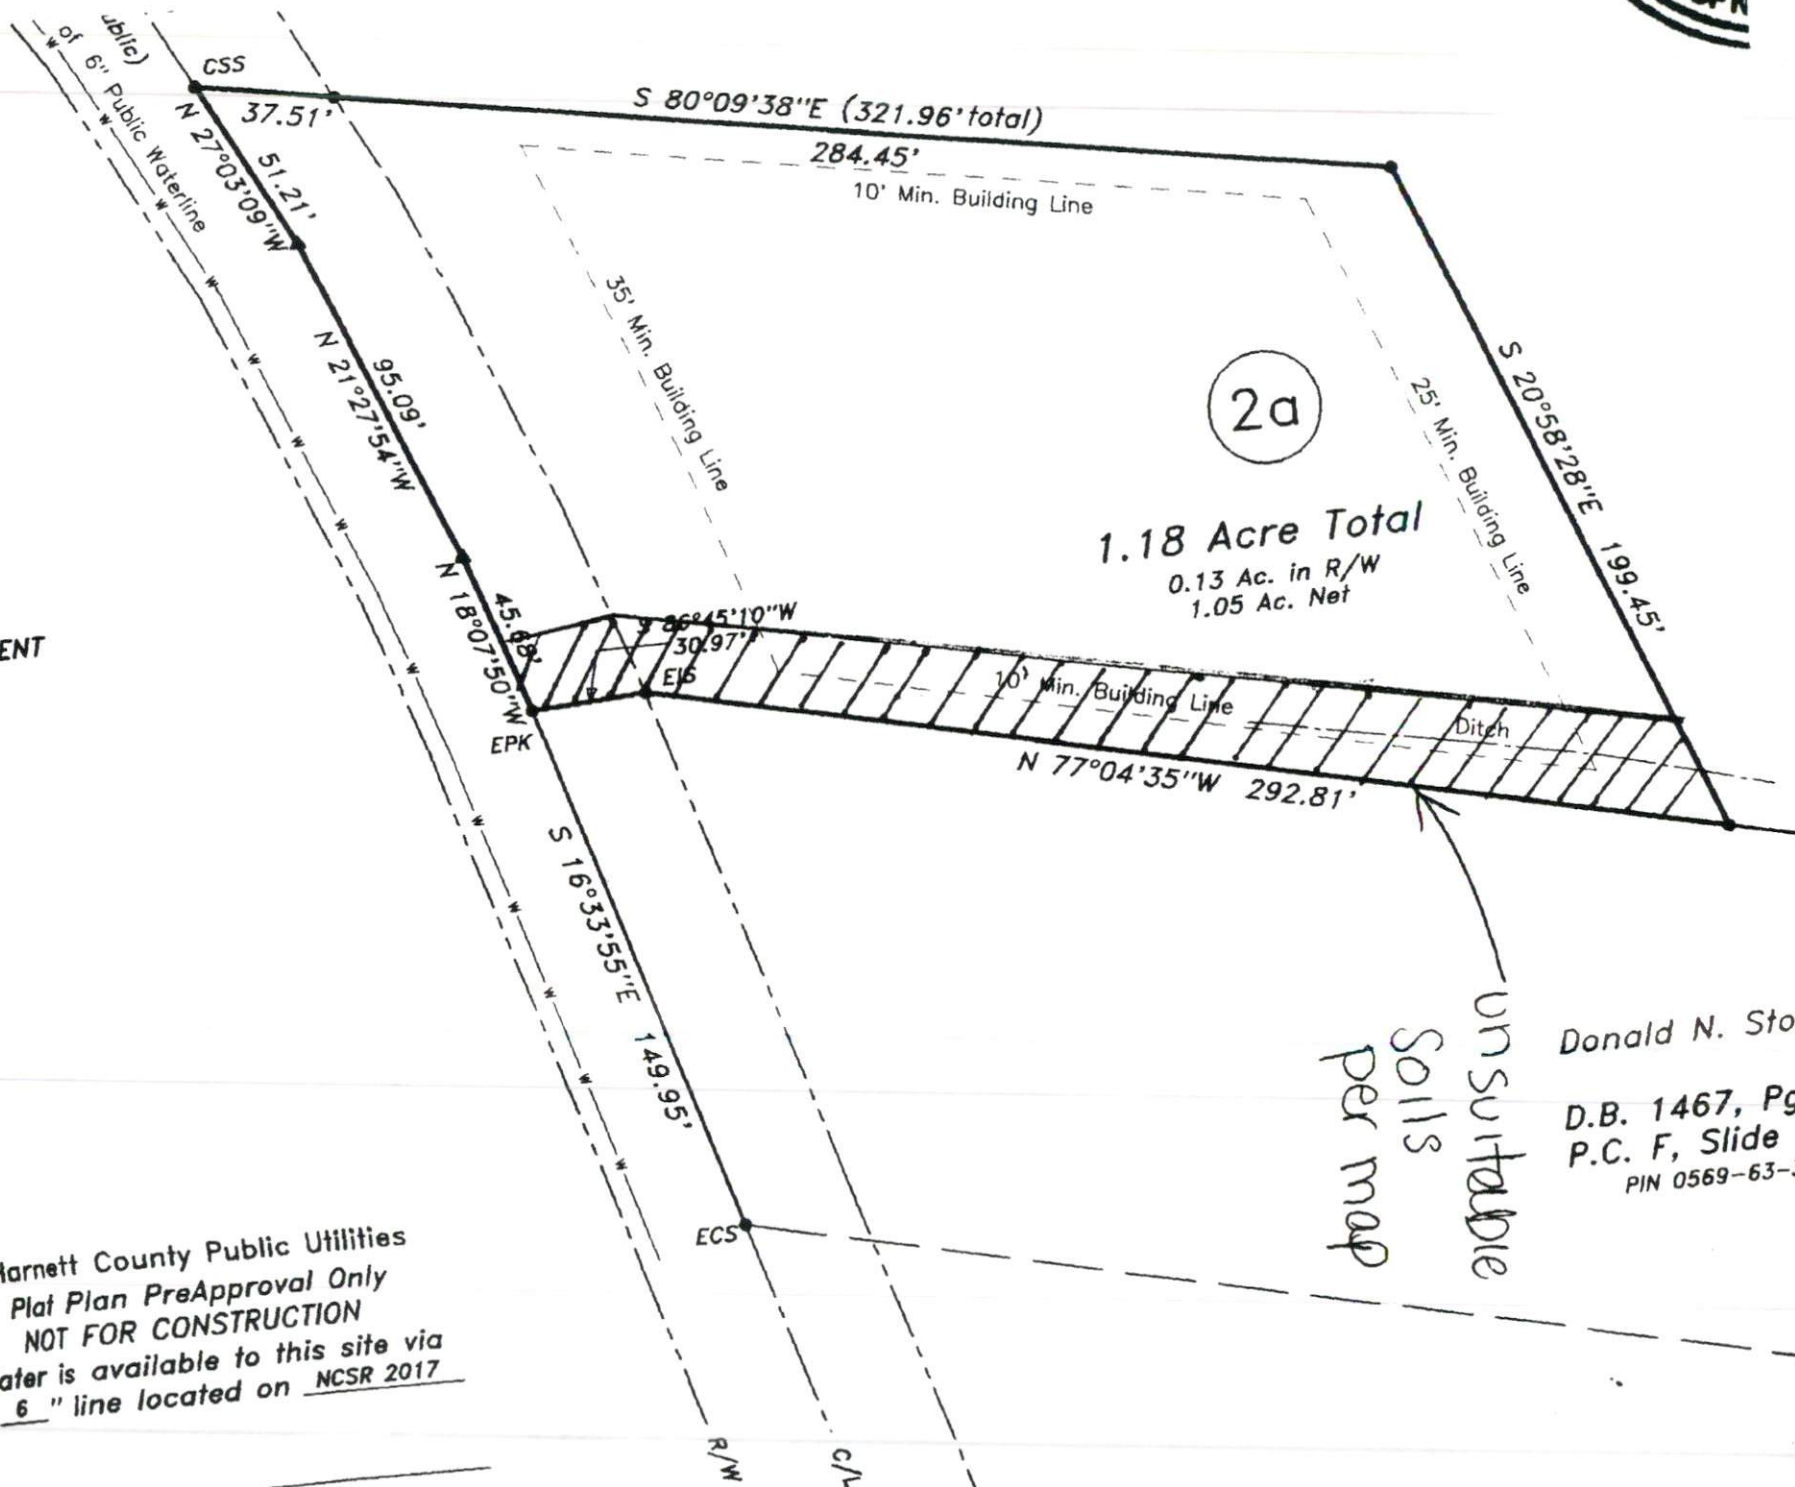 ublic)
of 6" Public Waterline
CSS
37.51'
S 80°09'38"E (321.96' total)
284.45'
10' Min. Building Line
N 27°03'09"W
51.21'
N 21°27'54"W
95.09'
35' Min. Building Line
2a
25' Min. Building Line
S 20°58'28"E 199.45'
1.18 Acre Total
0.13 Ac. in R/W
1.05 Ac. Net
N 18°07'50"W
45.68'
S 86°45'10"W
30.97'
EIS
ENT
10' Min. Building Line
Ditch
EPK
N 77°04'35"W 292.81'
S 16°33'55"E 149.95'
unsuitable
Soils
per map
Donald N. Sto
D.B. 1467, Pg
P.C. F, Slide
PIN 0569-63-
ECS
arnett County Public Utilities
Plat Plan PreApproval Only
NOT FOR CONSTRUCTION
ater is available to this site via
6 " line located on NCSR 2017
R/W
C/L